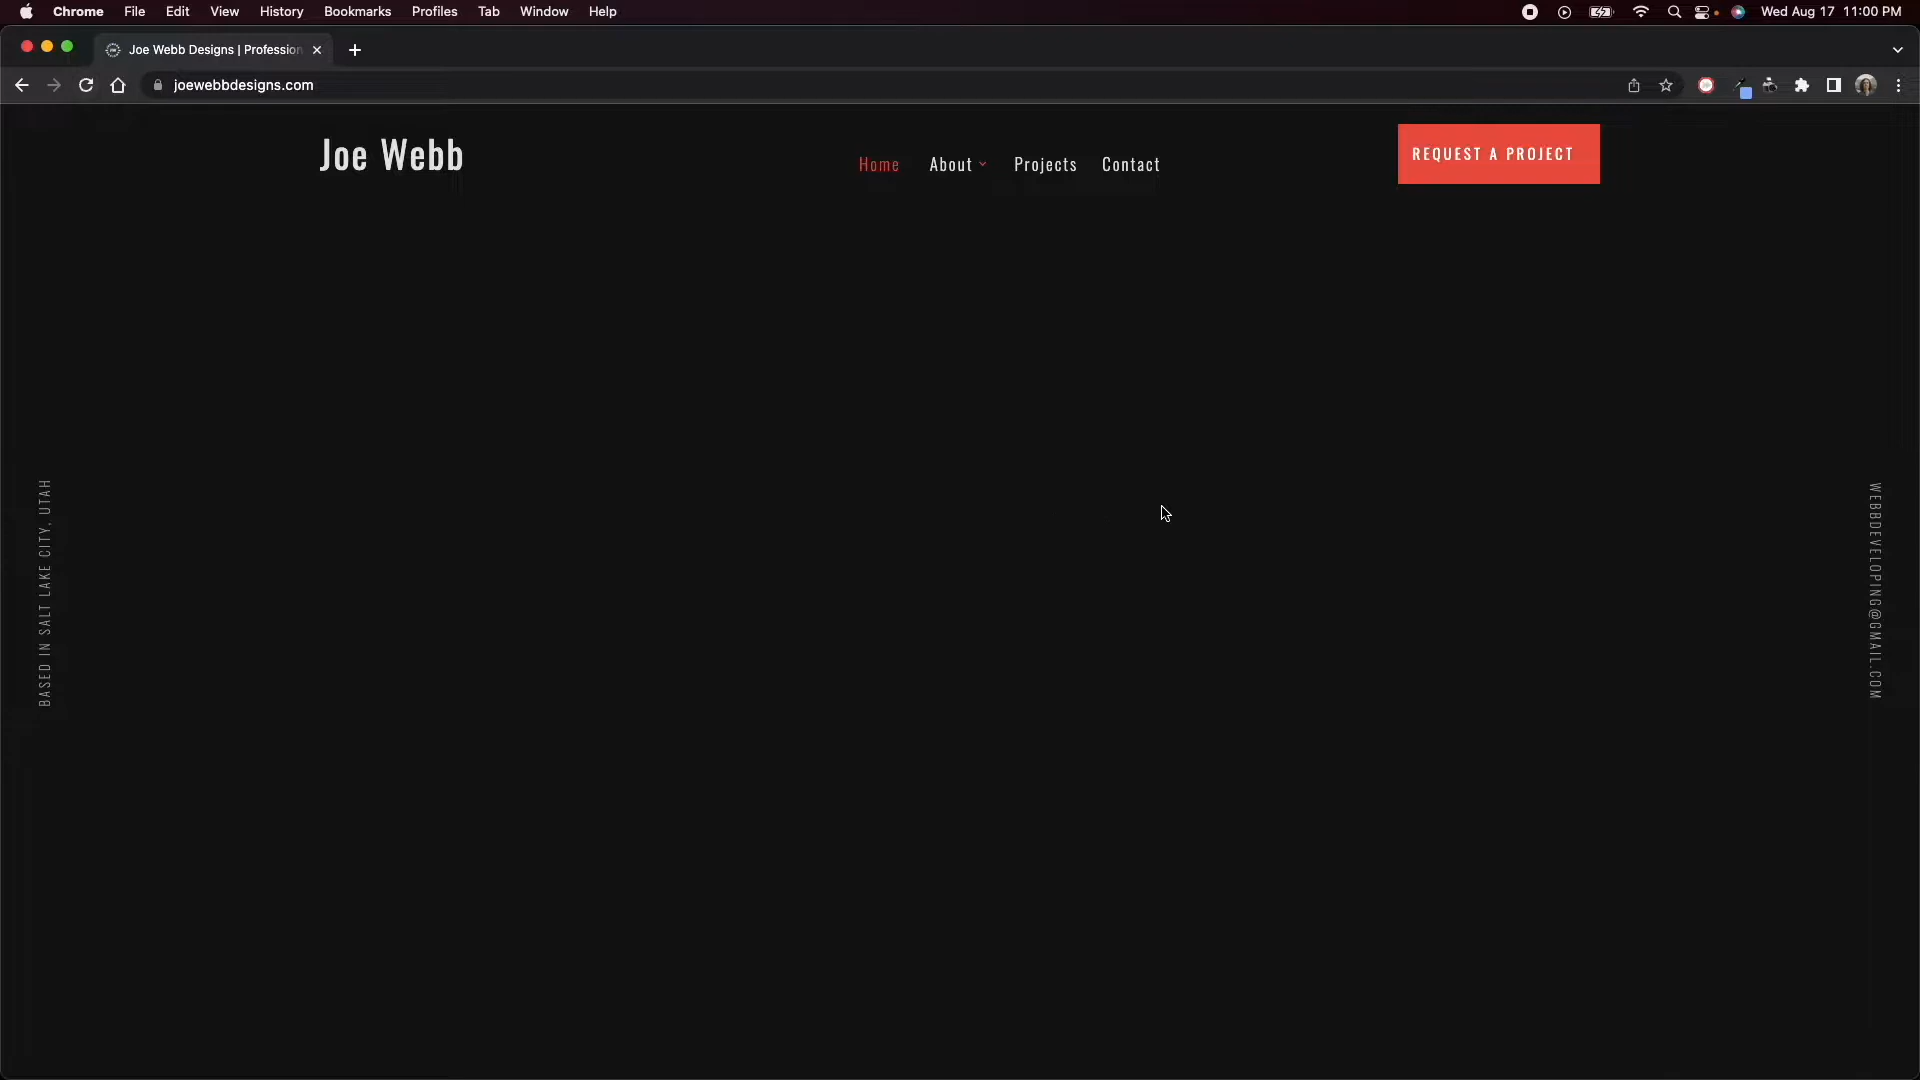 Chrome File Edit View History Bookmarks Profiles Tab Window Help Wed Aug 17 11:00 PM
Joe Webb Designs | Profession
joewebbdesigns.com
Joe Webb
Home About Projects Contact
REQUEST A PROJECT
BASED IN SALT LAKE CITY, UTAH
WEBBDEVELOPING@GMAIL.COM